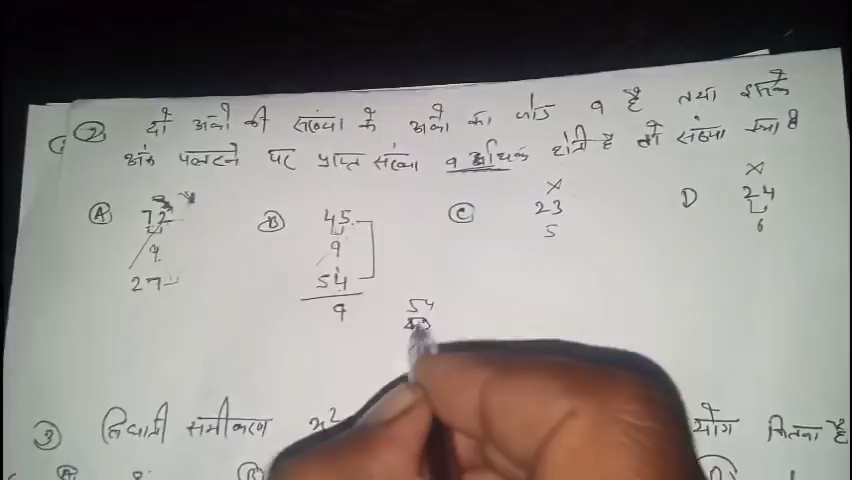 2 दो अंको की संख्या के अंको का जोड़ 9 है तथा इसके
अंक पलटने पर प्राप्त संख्या 9 अधिक होती है तो संख्या क्या है
A 72 B 45 C 23 D 24
9 9 5 6
27 54
9 54
3 द्विघाती समीकरण x² योग कितना है
A B